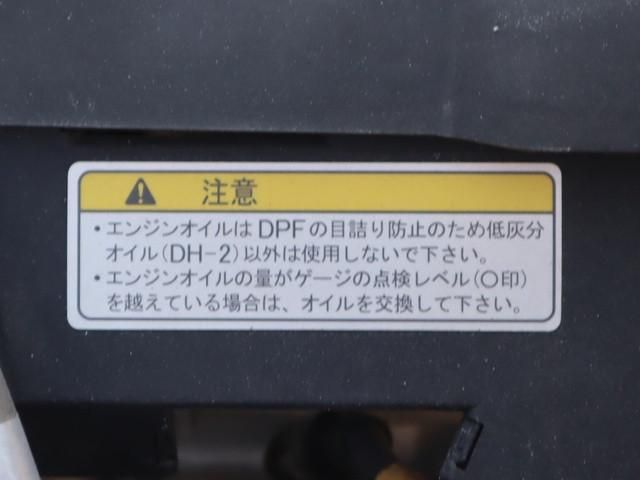 注意
・エンジンオイルはDPFの目詰り防止のため低灰分
オイル(DH-2)以外は使用しないで下さい。
・エンジンオイルの量がゲージの点検レベル(○印)
を越えている場合は、オイルを交換して下さい。